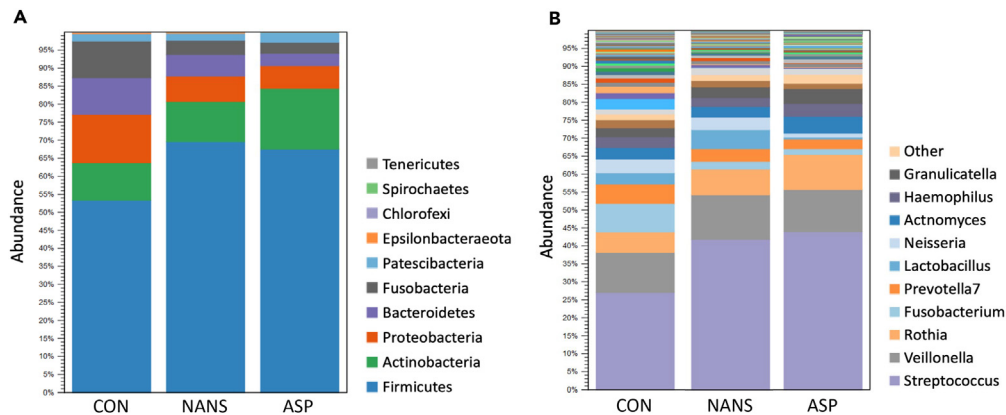 A
Abundance
95%
90%
85%
80%
75%
70%
65%
60%
55%
50%
45%
40%
35%
30%
25%
20%
15%
10%
5%
0%
CON NANS ASP
Tenericutes
Spirochaetes
Chlorofexi
Epsilonbacteraeota
Patescibacteria
Fusobacteria
Bacteroidetes
Proteobacteria
Actinobacteria
Firmicutes
B
Abundance
95%
90%
85%
80%
75%
70%
65%
60%
55%
50%
45%
40%
35%
30%
25%
20%
15%
10%
5%
0%
CON NANS ASP
Other
Granulicatella
Haemophilus
Actnomyces
Neisseria
Lactobacillus
Prevotella7
Fusobacterium
Rothia
Veillonella
Streptococcus